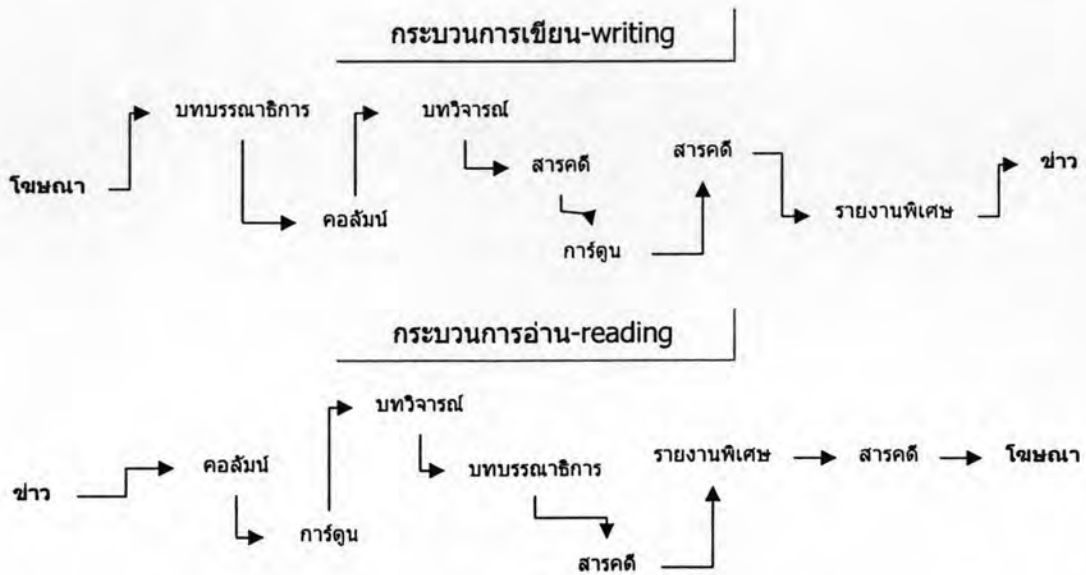 กระบวนการเขียน-writing
โฆษณา
บทบรรณาธิการ
คอลัมน์
บทวิจารณ์
สารคดี
การ์ตูน
สารคดี
รายงานพิเศษ
ข่าว
กระบวนการอ่าน-reading
ข่าว
คอลัมน์
การ์ตูน
บทวิจารณ์
บทบรรณาธิการ
สารคดี
รายงานพิเศษ
สารคดี
โฆษณา